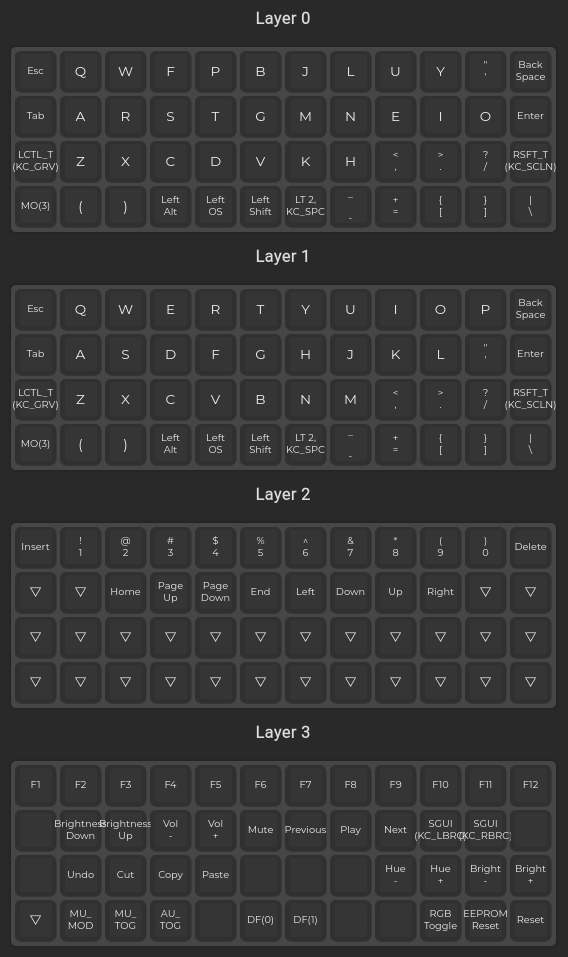 Layer 0
Esc Q W F P B J L U Y " ' Back Space
Tab A R S T G M N E I O Enter
LCTL_T (KC_GRV) Z X C D V K H < , > . ? / RSFT_T (KC_SCLN)
MO(3) ( ) Left Alt Left OS Left Shift LT 2, KC_SPC _ - + = { [ } ] | \
Layer 1
Esc Q W E R T Y U I O P Back Space
Tab A S D F G H J K L " ' Enter
LCTL_T (KC_GRV) Z X C V B N M < , > . ? / RSFT_T (KC_SCLN)
MO(3) ( ) Left Alt Left OS Left Shift LT 2, KC_SPC _ - + = { [ } ] | \
Layer 2
Insert ! 1 @ 2 # 3 $ 4 % 5 ^ 6 & 7 * 8 ( 9 ) 0 Delete
▽ ▽ Home Page Up Page Down End Left Down Up Right ▽ ▽
▽ ▽ ▽ ▽ ▽ ▽ ▽ ▽ ▽ ▽ ▽ ▽
▽ ▽ ▽ ▽ ▽ ▽ ▽ ▽ ▽ ▽ ▽ ▽
Layer 3
F1 F2 F3 F4 F5 F6 F7 F8 F9 F10 F11 F12
Brightness Down Brightness Up Vol - Vol + Mute Previous Play Next SGUI (KC_LBRC) SGUI (KC_RBRC)
Undo Cut Copy Paste Hue - Hue + Bright - Bright +
▽ MU_ MOD MU_ TOG AU_ TOG DF(0) DF(1) RGB Toggle EEPROM Reset Reset